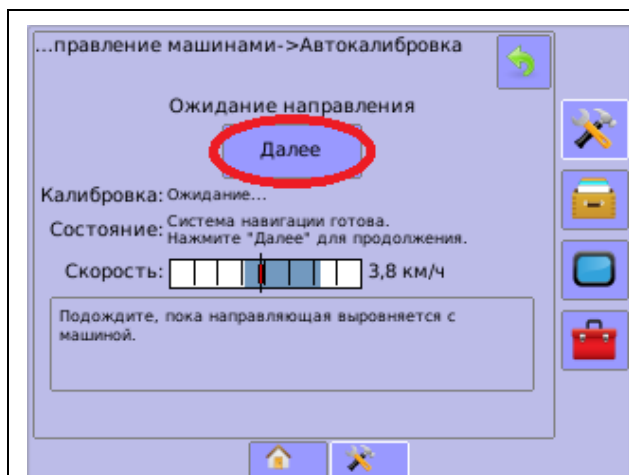 ...правление машинами->Автокалибровка
Ожидание направления
Далее
Калибровка: Ожидание...
Состояние: Система навигации готова.
Нажмите "Далее" для продолжения.
Скорость: 3,8 км/ч
Подождите, пока направляющая выровняется с
машиной.